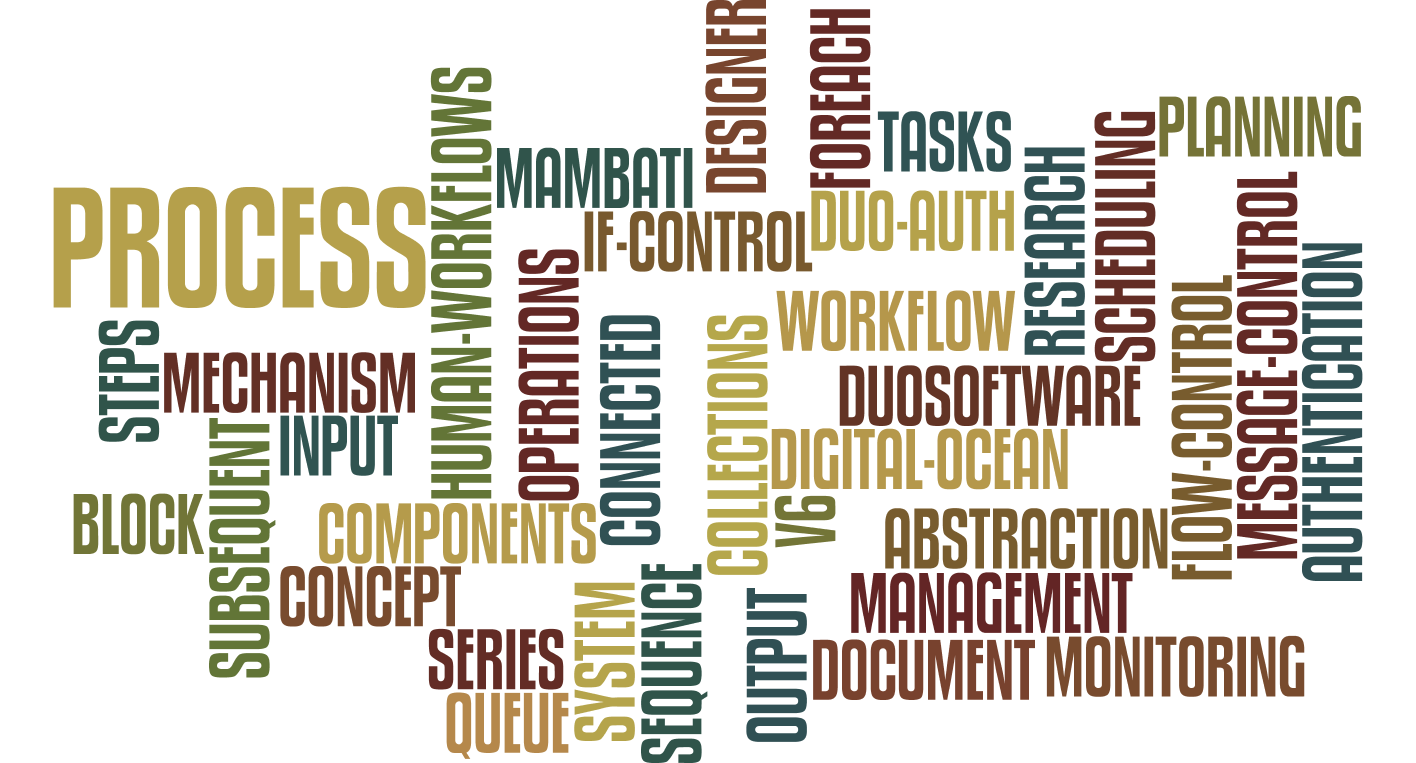 DESIGNER
FOREACH
HUMAN-WORKFLOWS
TASKS
PLANNING
MAMBATI
RESEARCH
SCHEDULING
PROCESS
IF-CONTROL
DUO-AUTH
MESSAGE-CONTROL
OPERATIONS
WORKFLOW
FLOW-CONTROL
AUTHENTICATION
STEPS
MECHANISM
CONNECTED
COLLECTIONS
DUOSOFTWARE
INPUT
DIGITAL-OCEAN
SUBSEQUENT
BLOCK
COMPONENTS
V6
ABSTRACTION
CONCEPT
MANAGEMENT
SERIES
SYSTEM
SEQUENCE
OUTPUT
DOCUMENT
MONITORING
QUEUE